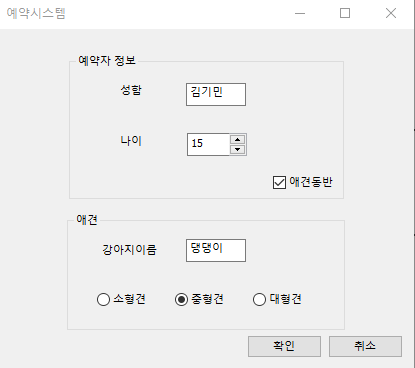 예약시스템
예약자 정보
성함 김기민
나이 15
애견동반
애견
강아지이름 댕댕이
소형견 중형견 대형견
확인 취소